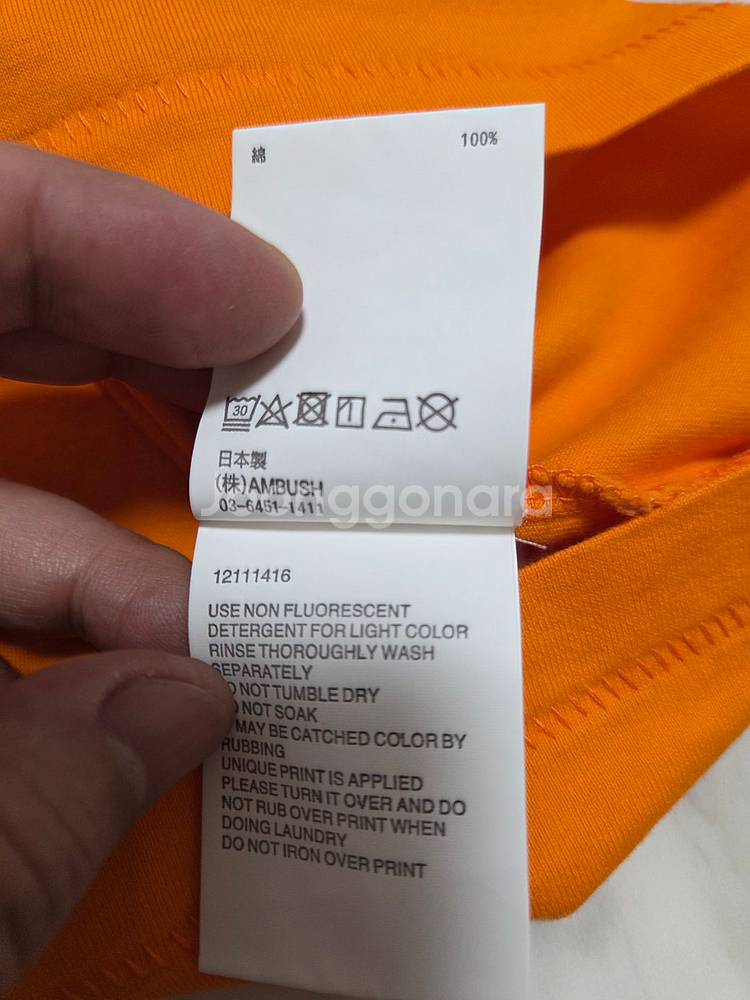 綿 100%
30
日本製
(株)AMBUSH
03-6451-1411
12111416
USE NON FLUORESCENT
DETERGENT FOR LIGHT COLOR
RINSE THOROUGHLY WASH
SEPARATELY
O NOT TUMBLE DRY
NOT SOAK
MAY BE CATCHED COLOR BY
RUBBING
UNIQUE PRINT IS APPLIED
PLEASE TURN IT OVER AND DO
NOT RUB OVER PRINT WHEN
DOING LAUNDRY
DO NOT IRON OVER PRINT
Joonggonara